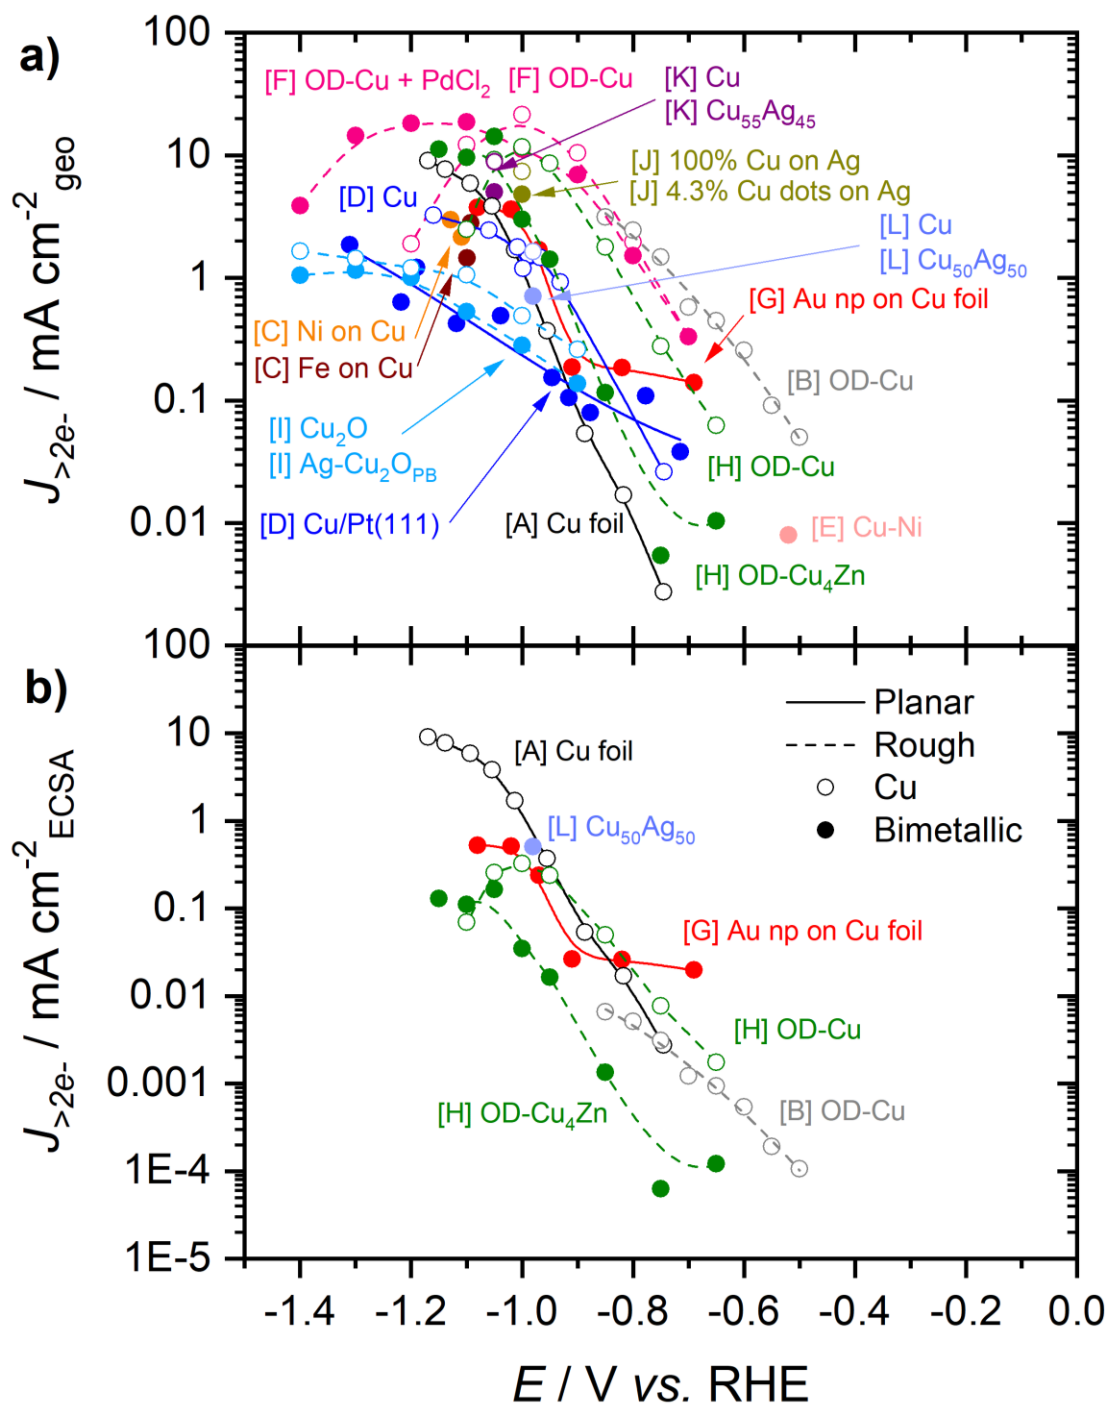 a)
100
10
1
0.1
0.01
J>2e- / mA cm-2 geo
[F] OD-Cu + PdCl2
[F] OD-Cu
[K] Cu
[K] Cu55Ag45
[J] 100% Cu on Ag
[J] 4.3% Cu dots on Ag
[D] Cu
[L] Cu
[L] Cu50Ag50
[G] Au np on Cu foil
[C] Ni on Cu
[C] Fe on Cu
[B] OD-Cu
[I] Cu2O
[I] Ag-Cu2OPB
[H] OD-Cu
[D] Cu/Pt(111)
[A] Cu foil
[E] Cu-Ni
[H] OD-Cu4Zn
b)
100
10
1
0.1
0.01
0.001
1E-4
1E-5
J>2e- / mA cm-2 ECSA
Planar
Rough
Cu
Bimetallic
[A] Cu foil
[L] Cu50Ag50
[G] Au np on Cu foil
[H] OD-Cu
[H] OD-Cu4Zn
[B] OD-Cu
-1.4 -1.2 -1.0 -0.8 -0.6 -0.4 -0.2 0.0
E / V vs. RHE